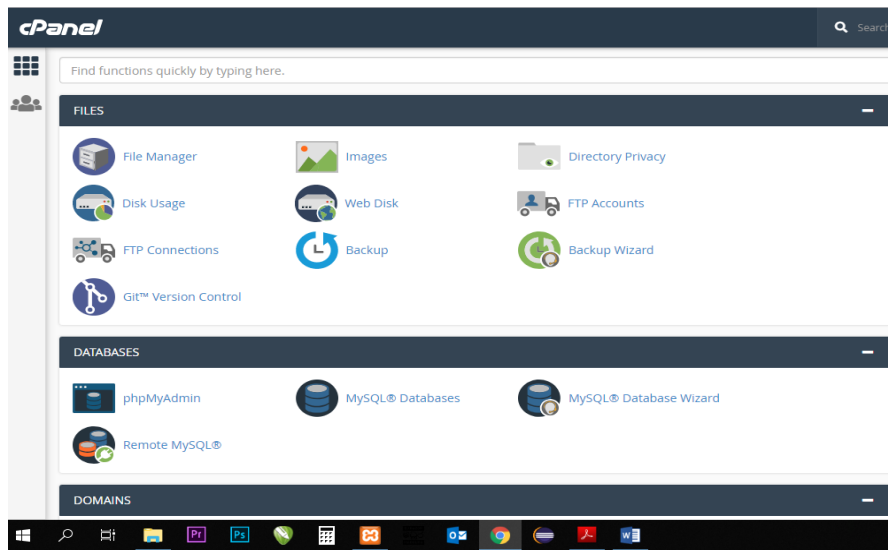 cPanel
Search
Find functions quickly by typing here.
FILES
File Manager
Images
Directory Privacy
Disk Usage
Web Disk
FTP Accounts
FTP Connections
Backup
Backup Wizard
Git™ Version Control
DATABASES
phpMyAdmin
MySQL® Databases
MySQL® Database Wizard
Remote MySQL®
DOMAINS
Pr
Ps